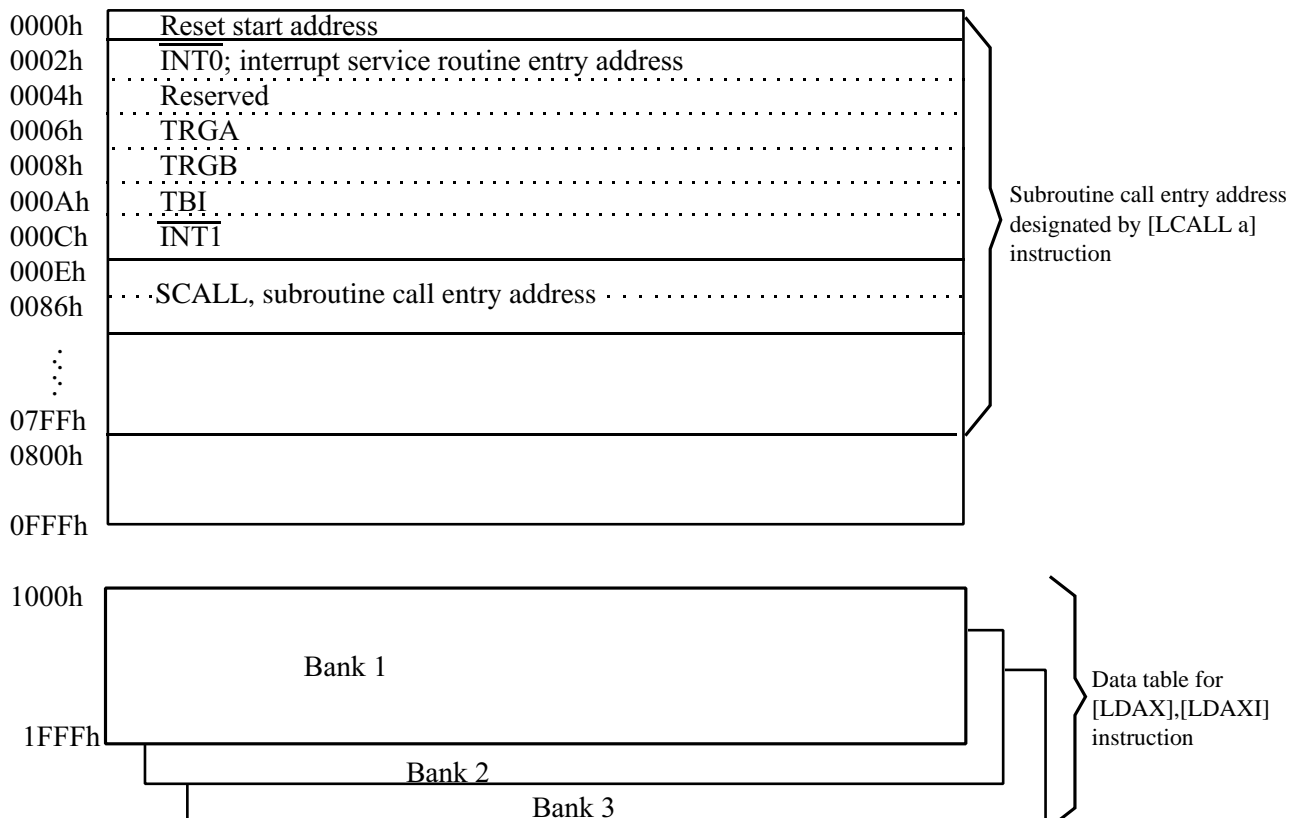 0000h Reset start address
0002h INT0; interrupt service routine entry address
0004h Reserved
0006h TRGA
0008h TRGB
000Ah TBI
000Ch INT1
000Eh
0086h SCALL, subroutine call entry address
07FFh
0800h
0FFFh
Subroutine call entry address
designated by [LCALL a]
instruction
1000h
Bank 1
1FFFh
Bank 2
Bank 3
Data table for
[LDAX],[LDAXI]
instruction